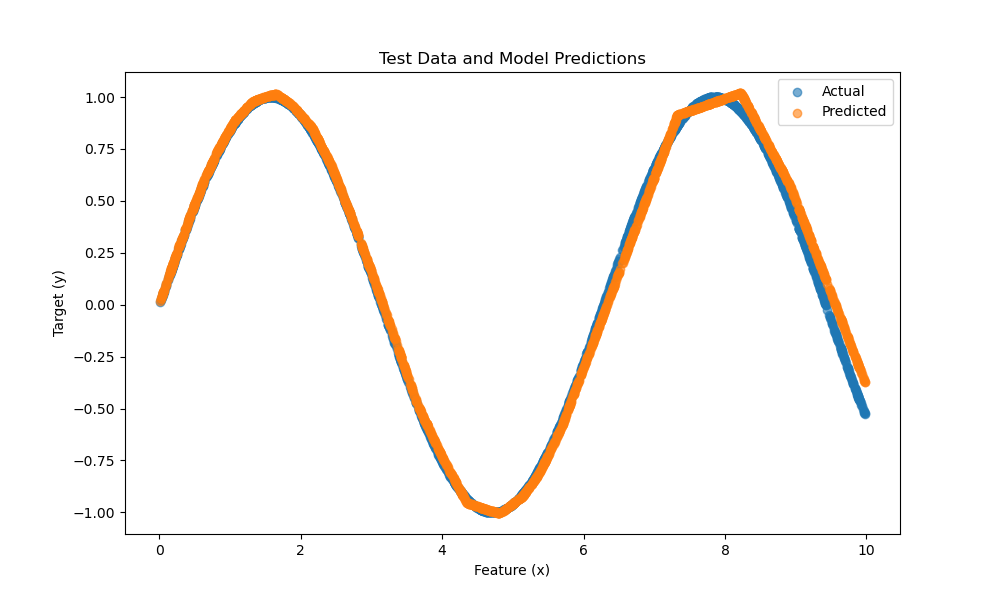 Test Data and Model Predictions
Actual
Predicted
1.00
0.75
0.50
0.25
0.00
−0.25
−0.50
−0.75
−1.00
Target (y)
0 2 4 6 8 10
Feature (x)